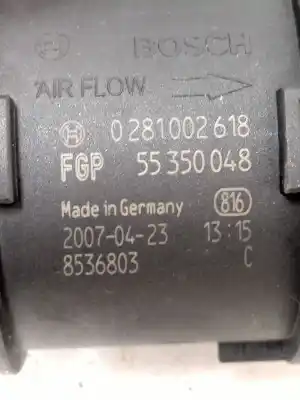 BOSCH
AIR FLOW
0 281 002 618
FGP 55 350 048
Made in Germany 816
2007-04-23 13:15
8536803 C